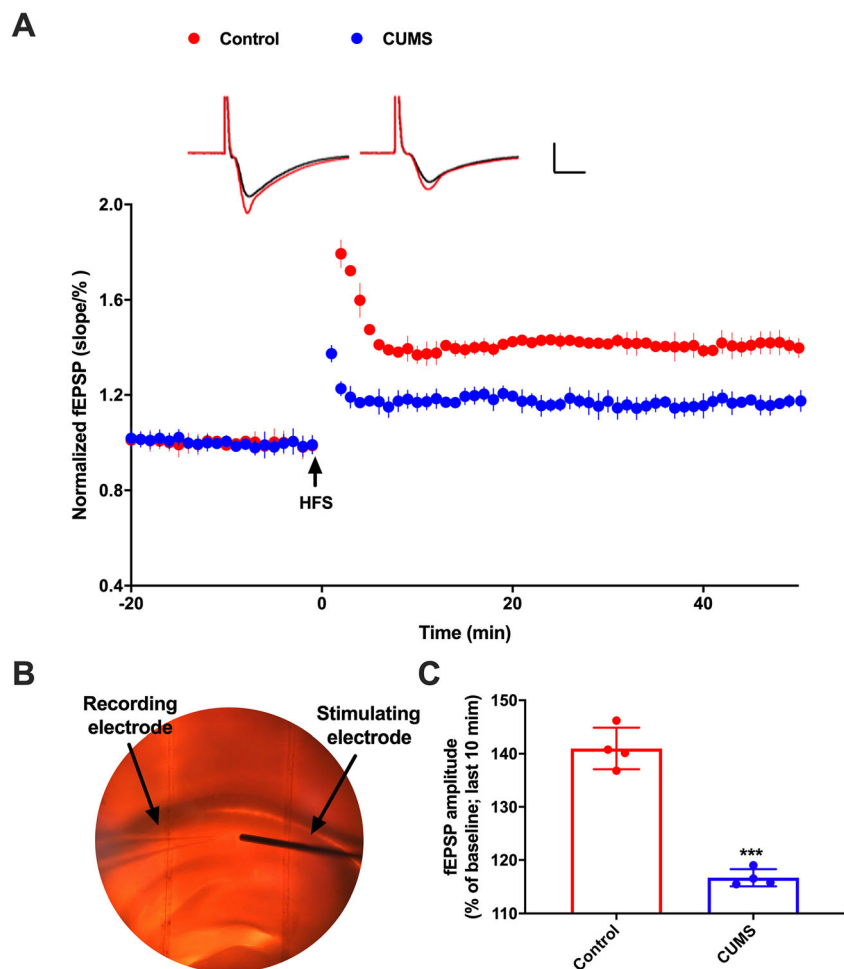 A
Control
CUMS
Normalized fEPSP (slope/%)
2.0
1.6
1.2
0.8
0.4
HFS
-20
0
20
40
Time (min)
B
Recording
electrode
Stimulating
electrode
C
fEPSP amplitude
(% of baseline; last 10 mim)
150
140
130
120
110
***
Control
CUMS